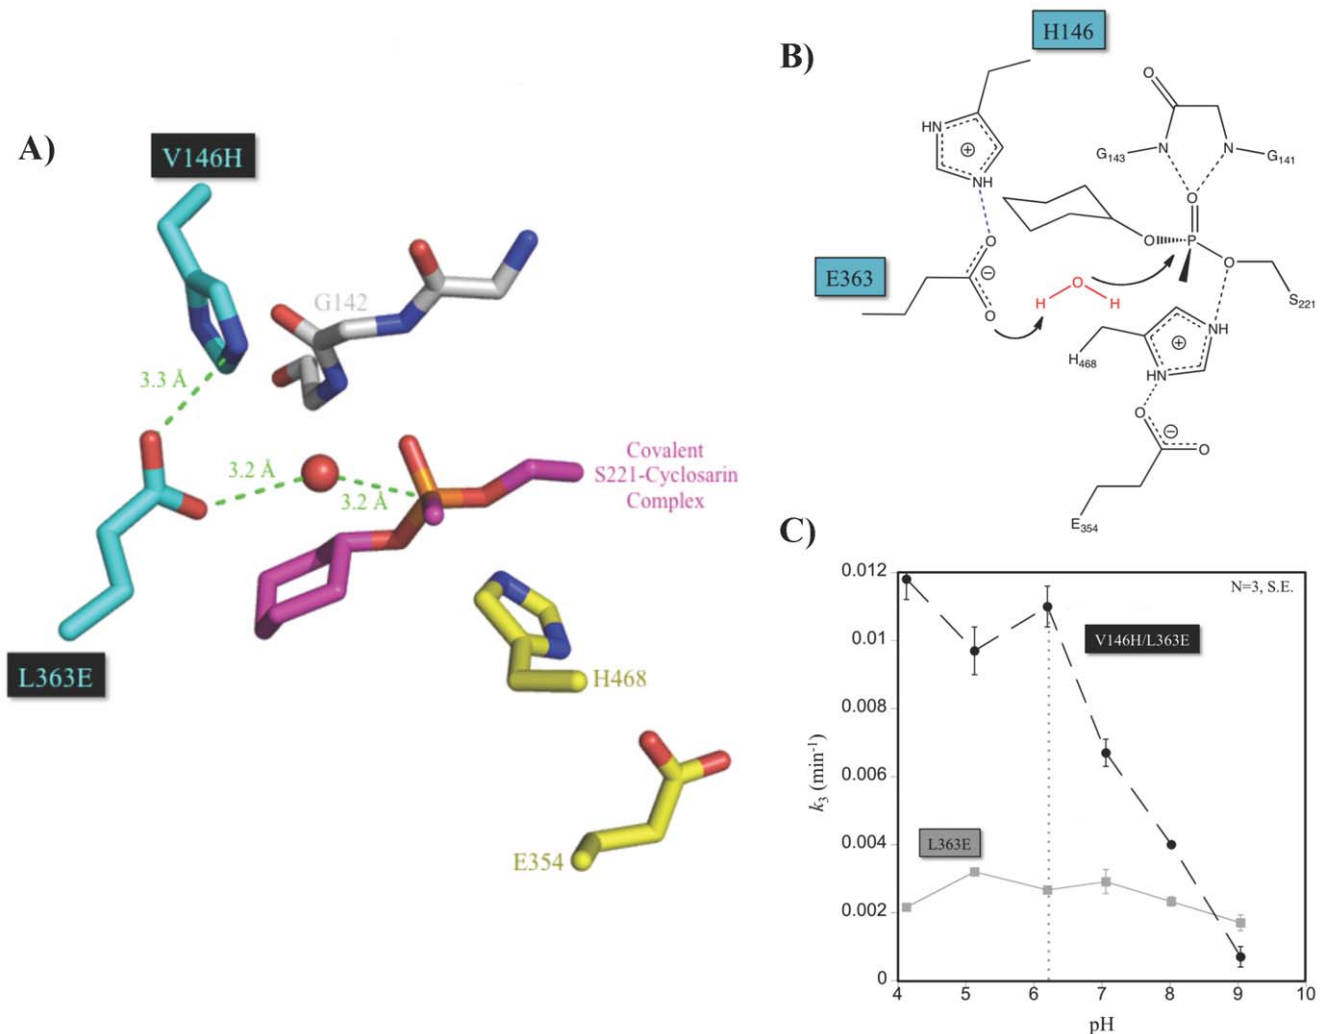 A)
V146H
G142
3.3 Å
3.2 Å
3.2 Å
Covalent
S221-Cyclosarin
Complex
L363E
H468
E354
B)
H146
O
HN
NH
G143
N
N
G141
O
O
P
O
O
S221
E363
O
H
O
H
H468
NH
HN
O
O
E354
C)
N=3, S.E.
V146H/L363E
L363E
k3 (min-1)
0.012
0.01
0.008
0.006
0.004
0.002
0
4 5 6 7 8 9 10
pH